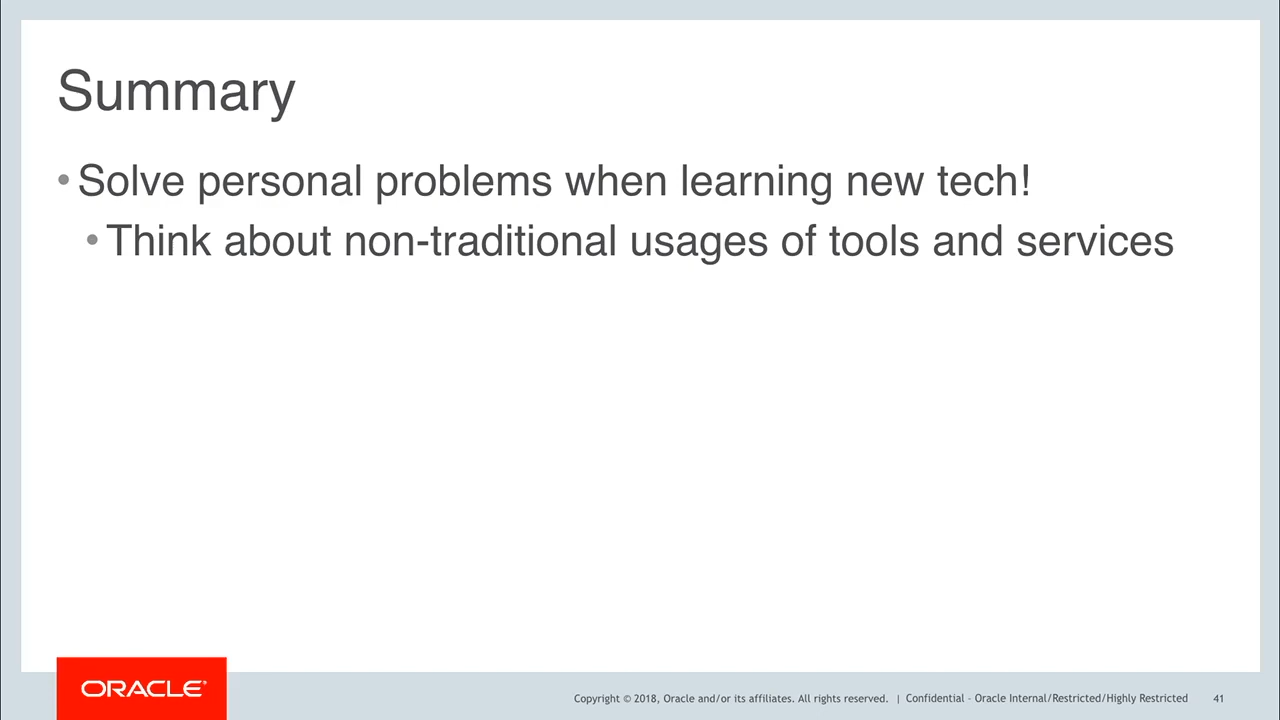 Summary
• Solve personal problems when learning new tech!
• Think about non-traditional usages of tools and services
ORACLE®
Copyright © 2018, Oracle and/or its affiliates. All rights reserved. | Confidential – Oracle Internal/Restricted/Highly Restricted 41